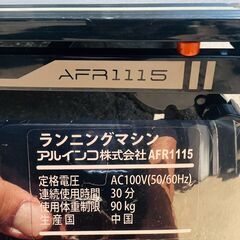 AFR1115
ランニングマシン
アルインコ株式会社 AFR1115
定格電圧 AC100V(50/60Hz)
連続使用時間 30分
使用体重制限 90kg
生産国 中国